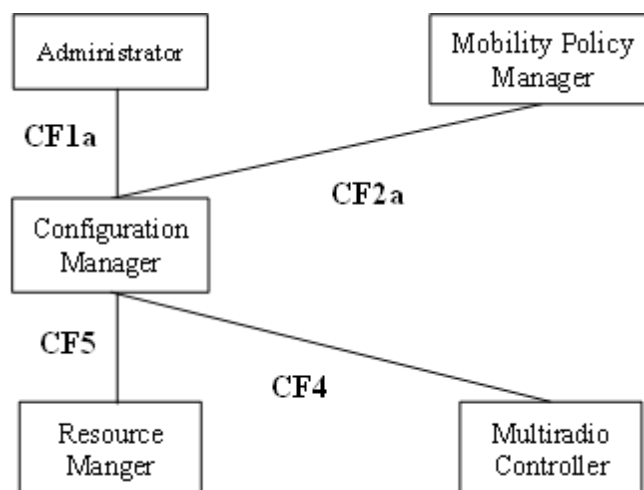 Administrator
Mobility Policy
Manager
CF1a
CF2a
Configuration
Manager
CF5
CF4
Resource
Manger
Multiradio
Controller